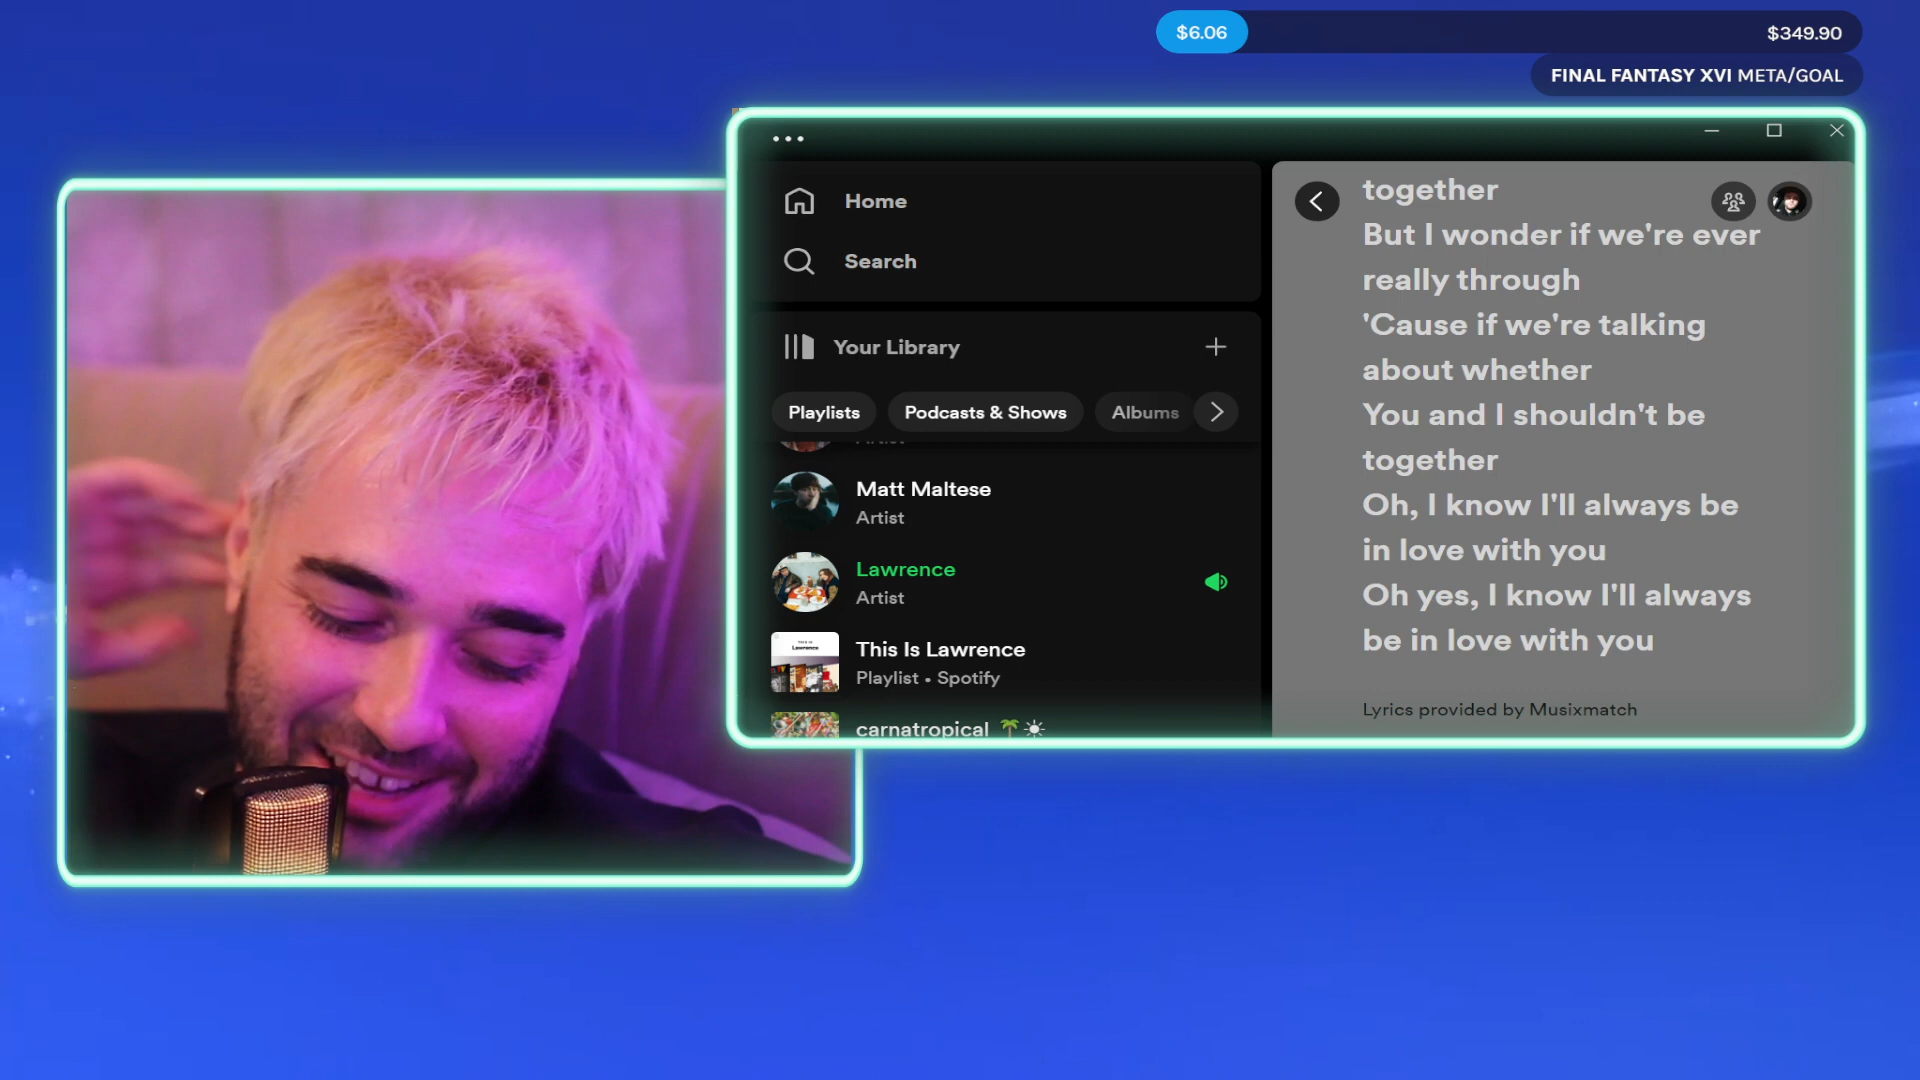 $6.06
$349.90
FINAL FANTASY XVI META/GOAL
Home
Search
Your Library
Playlists
Podcasts & Shows
Albums
Matt Maltese
Artist
Lawrence
Artist
This Is Lawrence
Playlist • Spotify
carnatropical 🌴☀
together
But I wonder if we're ever
really through
'Cause if we're talking
about whether
You and I shouldn't be
together
Oh, I know I'll always be
in love with you
Oh yes, I know I'll always
be in love with you
Lyrics provided by Musixmatch